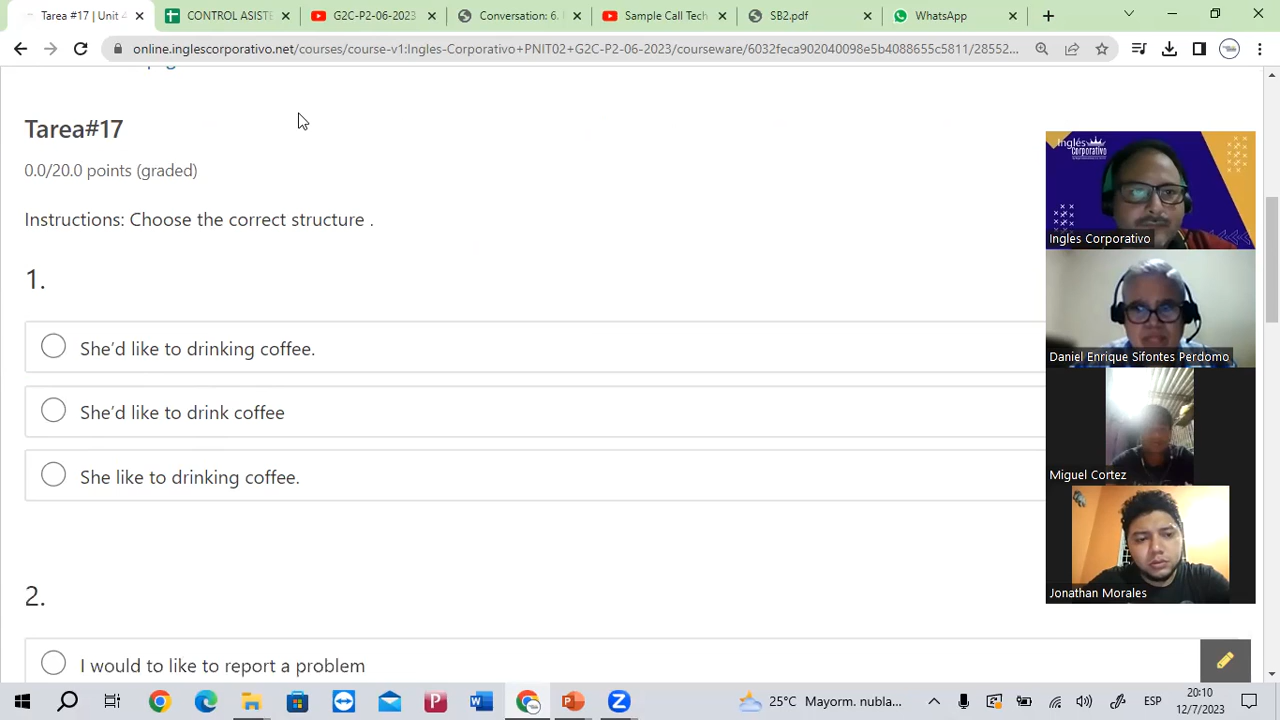 Tarea #17 | Unit 4
CONTROL ASIST
G2C-P2-06-2023
Conversation: 6.
Sample Call Tech
SB2.pdf
WhatsApp
online.inglescorporativo.net/courses/course-v1:Ingles-Corporativo+PNIT02+G2C-P2-06-2023/courseware/6032feca902040098e5b4088655c5811/28552...
Tarea#17
0.0/20.0 points (graded)
Instructions: Choose the correct structure .
1.
She'd like to drinking coffee.
She'd like to drink coffee
She like to drinking coffee.
2.
I would to like to report a problem
Inglés
Corporativo
Ingles Corporativo
Daniel Enrique Sifontes Perdomo
Miguel Cortez
Jonathan Morales
25°C Mayorm. nubla...
ESP
20:10
12/7/2023